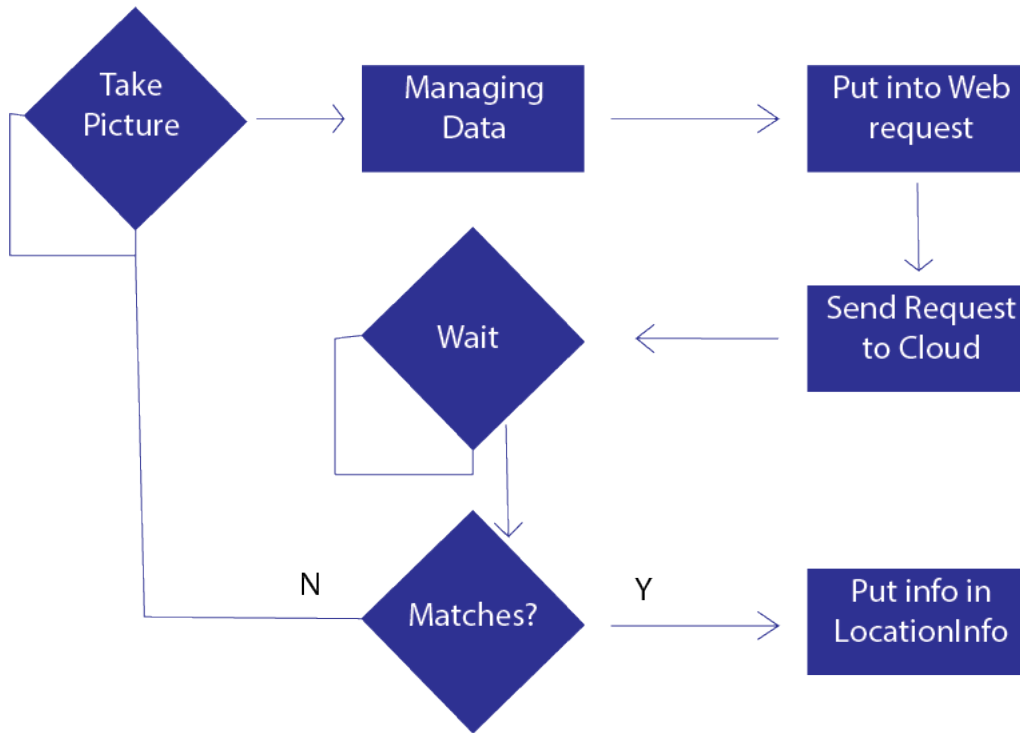 Take
Picture
Managing
Data
Put into Web
request
Send Request
to Cloud
Wait
Matches?
N
Y
Put info in
LocationInfo